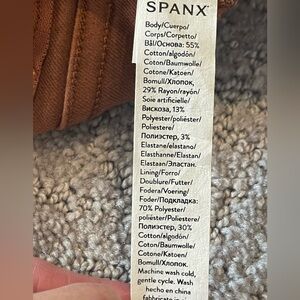 SPANX
Body/Cuerpo/
Corps/Corpetto/
Bål/Основа: 55%
Cotton/algodón/
Coton/Baumwolle/
Cotone/Katoen/
Bomull/Хлопок,
29% Rayon/rayón/
Soie artificielle/
Вискоза, 13%
Polyester/poliéster/
Poliestere/
Полиэстер, 3%
Elastane/elastano/
Elasthanne/Elastan/
Elastaan/Эластан.
Lining/Forro/
Doublure/Futter/
Fodera/Voering/
Foder/Подкладка:
70% Polyester/
poliéster/Poliestere/
Полиэстер, 30%
Cotton/algodón/
Coton/Baumwolle/
Cotone/Katoen/
Bomull/Хлопок.
Machine wash cold,
gentle cycle. Wash
hecho en china
fabbricato in